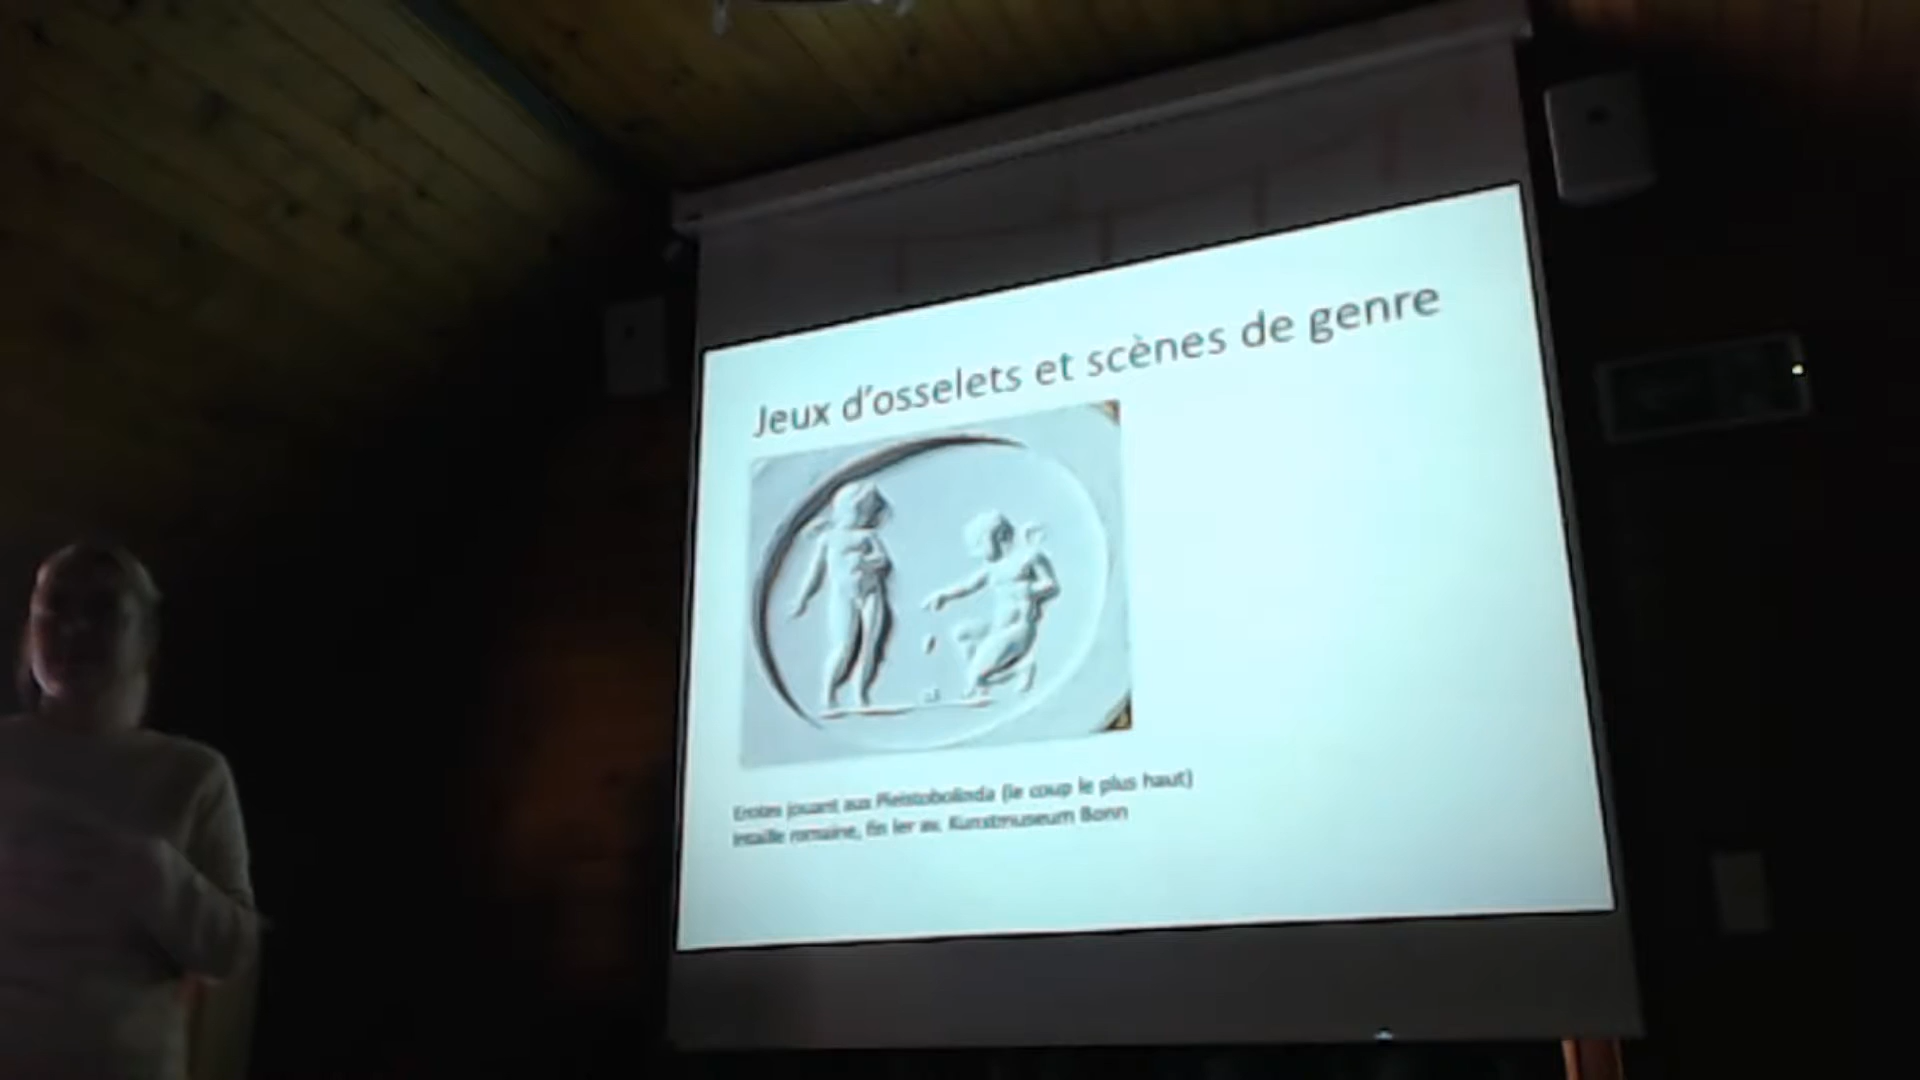 Jeux d'osselets et scènes de genre
Erotes jouant aux Pleistobolinda (le coup le plus haut)
Intaille romaine, fin Ier av. Kunstmuseum Bonn